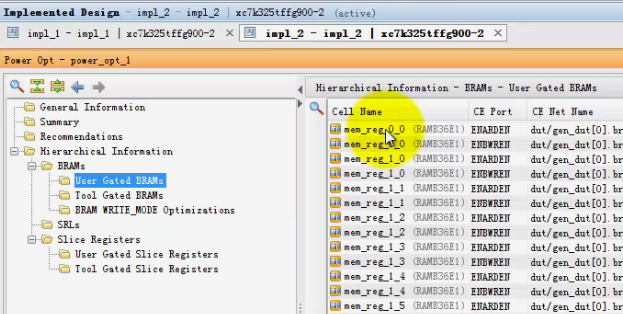 Implemented Design - impl_2 - impl_2 | xc7k325tffg900-2 (active)
impl_1 - impl_1 | xc7k325tffg900-2 × impl_2 - impl_2 | xc7k325tffg900-2 ×
Power Opt - power_opt_1
General Information
Summary
Recommendations
Hierarchical Information
BRAMs
User Gated BRAMs
Tool Gated BRAMs
BRAM WRITE_MODE Optimizations
SRLs
Slice Registers
User Gated Slice Registers
Tool Gated Slice Registers
Hierarchical Information - BRAMs - User Gated BRAMs
Cell Name CE Port CE Net Name
mem_reg_0_0 (RAMB36E1) ENARDEN dut/gen_dut[0].br
mem_reg_0_0 (RAMB36E1) ENBWREN dut/gen_dut[0].br
mem_reg_1_0 (RAMB36E1) ENARDEN dut/gen_dut[0].br
mem_reg_1_0 (RAMB36E1) ENBWREN dut/gen_dut[0].br
mem_reg_1_1 (RAMB36E1) ENARDEN dut/gen_dut[0].br
mem_reg_1_1 (RAMB36E1) ENBWREN dut/gen_dut[0].br
mem_reg_1_2 (RAMB36E1) ENARDEN dut/gen_dut[0].br
mem_reg_1_2 (RAMB36E1) ENBWREN dut/gen_dut[0].br
mem_reg_1_3 (RAMB36E1) ENARDEN dut/gen_dut[0].br
mem_reg_1_3 (RAMB36E1) ENBWREN dut/gen_dut[0].br
mem_reg_1_4 (RAMB36E1) ENARDEN dut/gen_dut[0].br
mem_reg_1_4 (RAMB36E1) ENBWREN dut/gen_dut[0].br
mem_reg_1_5 (RAMB36E1) ENARDEN dut/gen_dut[0].br